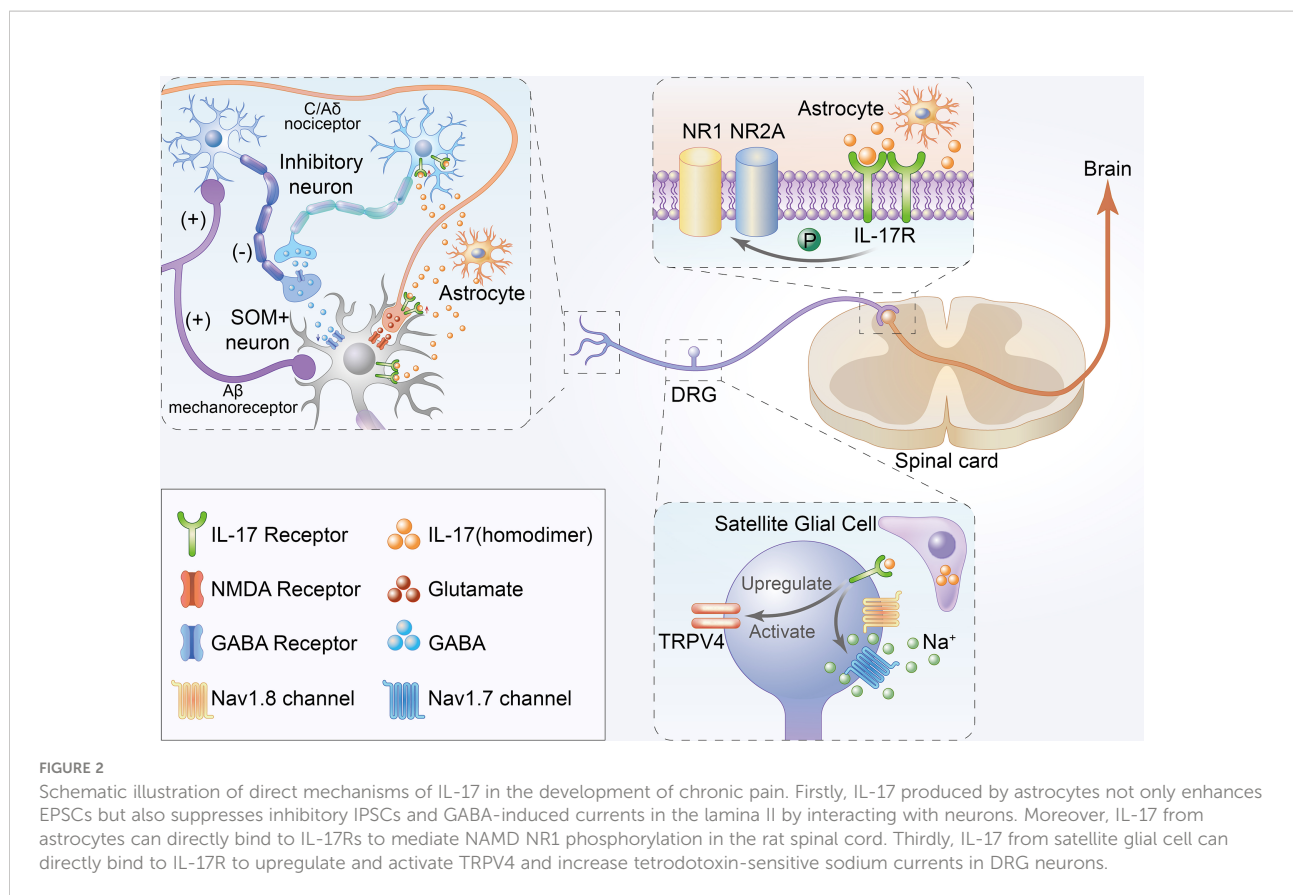 C/Aδ
nociceptor
Inhibitory
neuron
(+)
(-)
(+)
SOM+
neuron
Aβ
mechanoreceptor
Astrocyte
Astrocyte
NR1 NR2A
P
IL-17R
Brain
DRG
Spinal card
IL-17 Receptor
IL-17(homodimer)
NMDA Receptor
Glutamate
GABA Receptor
GABA
Nav1.8 channel
Nav1.7 channel
Satellite Glial Cell
Upregulate
Activate
TRPV4
Na⁺
FIGURE 2
Schematic illustration of direct mechanisms of IL-17 in the development of chronic pain. Firstly, IL-17 produced by astrocytes not only enhances
EPSCs but also suppresses inhibitory IPSCs and GABA-induced currents in the lamina II by interacting with neurons. Moreover, IL-17 from
astrocytes can directly bind to IL-17Rs to mediate NAMD NR1 phosphorylation in the rat spinal cord. Thirdly, IL-17 from satellite glial cell can
directly bind to IL-17R to upregulate and activate TRPV4 and increase tetrodotoxin-sensitive sodium currents in DRG neurons.